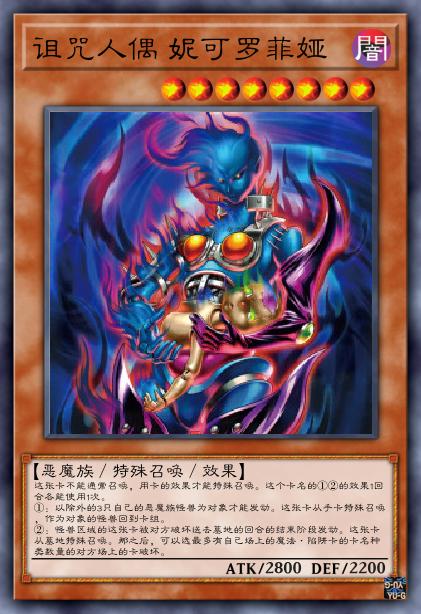 诅咒人偶 妮可罗菲娅
闇
【恶魔族 / 特殊召唤 / 效果】
这张卡不能通常召唤，用卡的效果才能特殊召唤。这个卡名的①②的效果1回
合各能使用1次。
①：以除外的3只自己的恶魔族怪兽为对象才能发动。这张卡从手卡特殊召唤
，作为对象的怪兽回到卡组。
②：怪兽区域的这张卡被对方破坏送去墓地的回合的结束阶段发动。这张卡
从墓地特殊召唤。那之后，可以选最多有自己场上的魔法·陷阱卡的卡名种
类数量的对方场上的卡破坏。
ATK/2800 DEF/2200